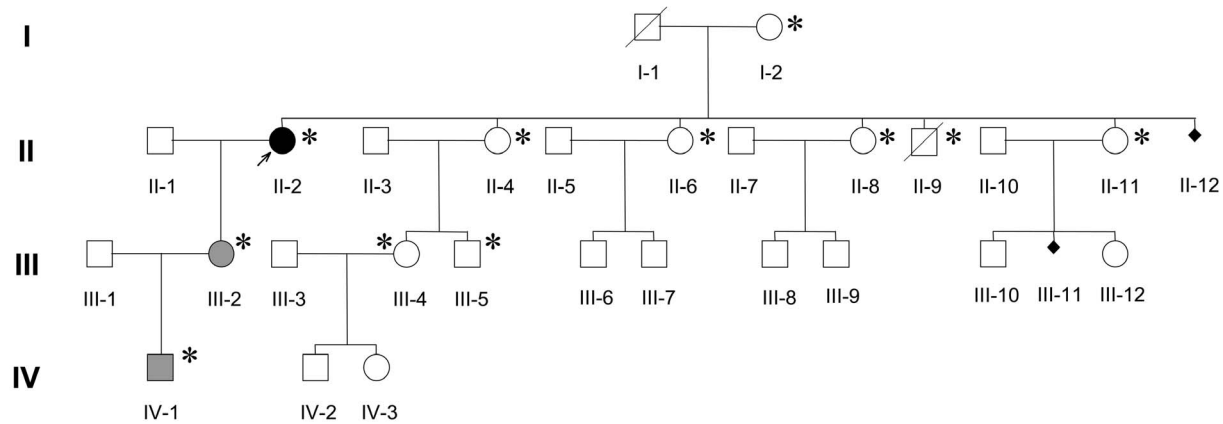 I
I-1 I-2
* 
II
* * * * * *
II-1 II-2 II-3 II-4 II-5 II-6 II-7 II-8 II-9 II-10 II-11 II-12
III
* * *
III-1 III-2 III-3 III-4 III-5 III-6 III-7 III-8 III-9 III-10 III-11 III-12
IV
*
IV-1 IV-2 IV-3